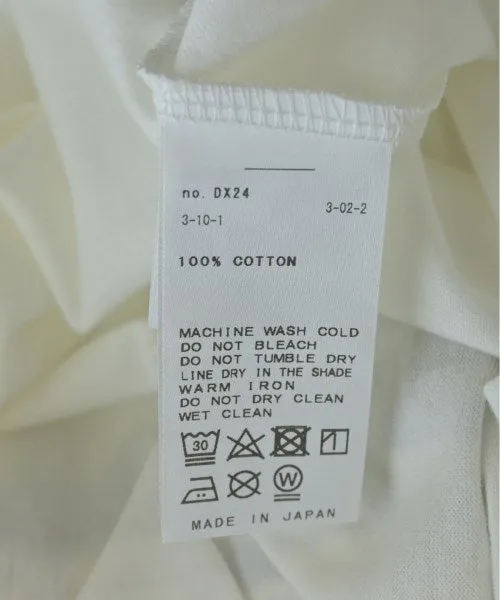 no. DX24
3-10-1
3-02-2
100% COTTON
MACHINE WASH COLD
DO NOT BLEACH
DO NOT TUMBLE DRY
LINE DRY IN THE SHADE
WARM IRON
DO NOT DRY CLEAN
WET CLEAN
30
W
MADE IN JAPAN